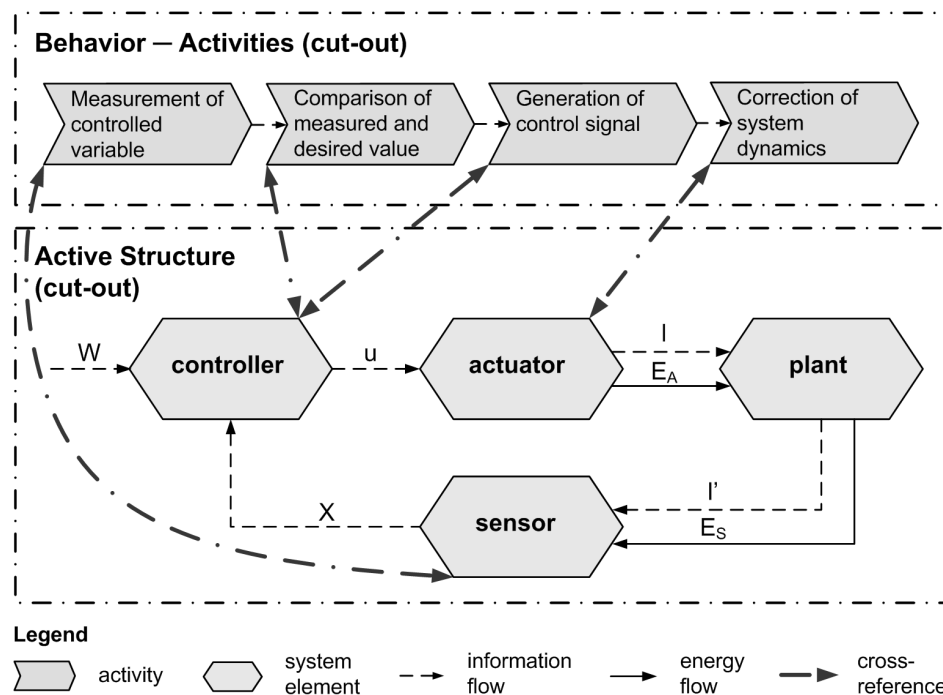 Behavior – Activities (cut-out)
Measurement of
controlled
variable
Comparison of
measured and
desired value
Generation of
control signal
Correction of
system
dynamics
Active Structure
(cut-out)
W
controller
u
actuator
I
E_A
plant
X
sensor
I'
E_S
Legend
activity
system
element
information
flow
energy
flow
cross-
reference